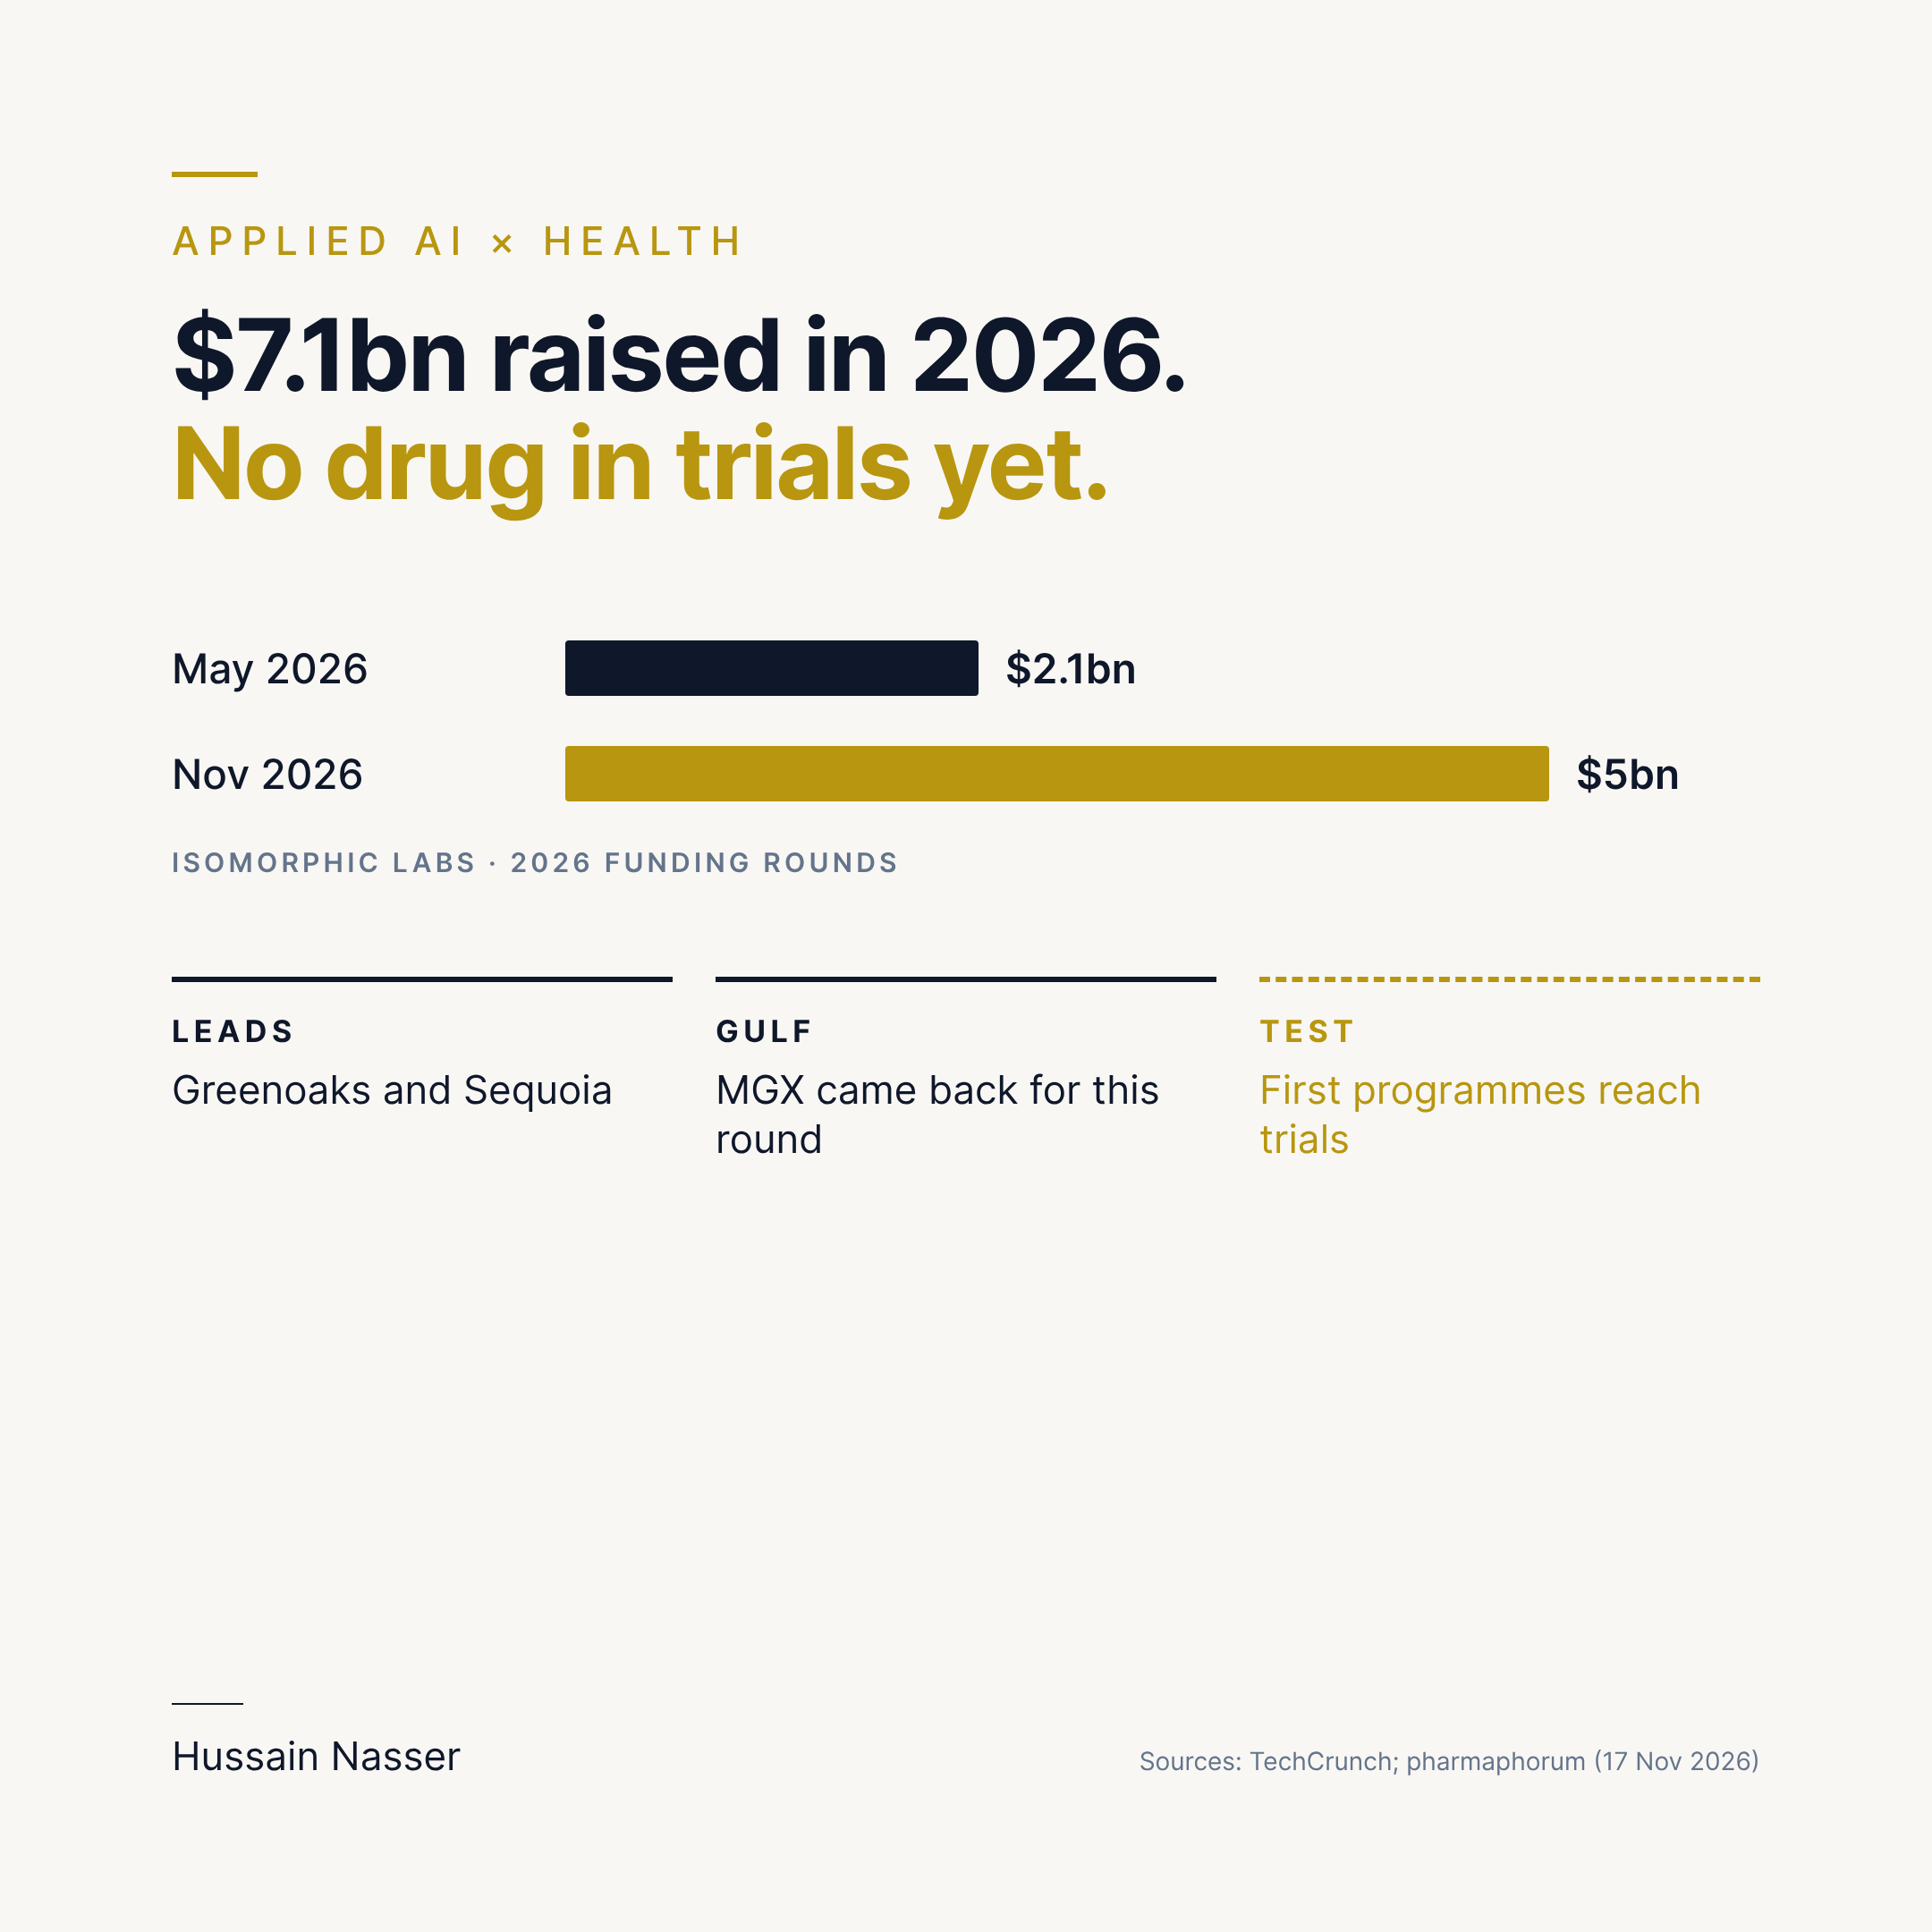 APPLIED AI × HEALTH
$7.1bn raised in 2026.
No drug in trials yet.
May 2026 $2.1bn
Nov 2026 $5bn
ISOMORPHIC LABS · 2026 FUNDING ROUNDS
LEADS
Greenoaks and Sequoia
GULF
MGX came back for this
round
TEST
First programmes reach
trials
Hussain Nasser
Sources: TechCrunch; pharmaphorum (17 Nov 2026)